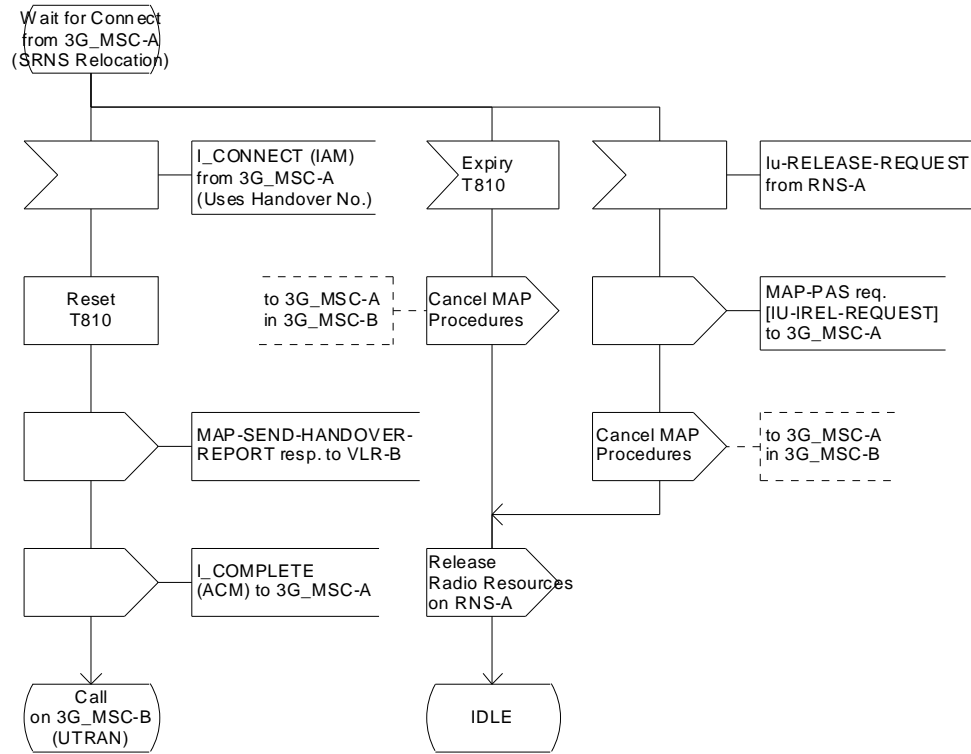 Wait for Connect
from 3G_MSC-A
(SRNS Relocation)
I_CONNECT (IAM)
from 3G_MSC-A
(Uses Handover No.)
Expiry
T810
Iu-RELEASE-REQUEST
from RNS-A
Reset
T810
to 3G_MSC-A
in 3G_MSC-B
Cancel MAP
Procedures
MAP-PAS req.
[IU-IREL-REQUEST]
to 3G_MSC-A
MAP-SEND-HANDOVER-
REPORT resp. to VLR-B
Cancel MAP
Procedures
to 3G_MSC-A
in 3G_MSC-B
I_COMPLETE
(ACM) to 3G_MSC-A
Release
Radio Resources
on RNS-A
Call
on 3G_MSC-B
(UTRAN)
IDLE